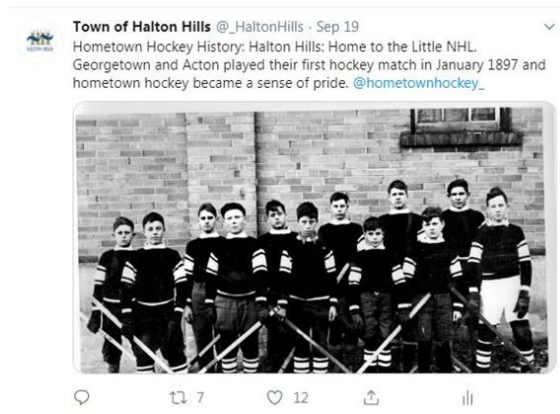 Town of Halton Hills @_HaltonHills · Sep 19
Hometown Hockey History: Halton Hills: Home to the Little NHL.
Georgetown and Acton played their first hockey match in January 1897 and
hometown hockey became a sense of pride. @hometownhockey_
7 12